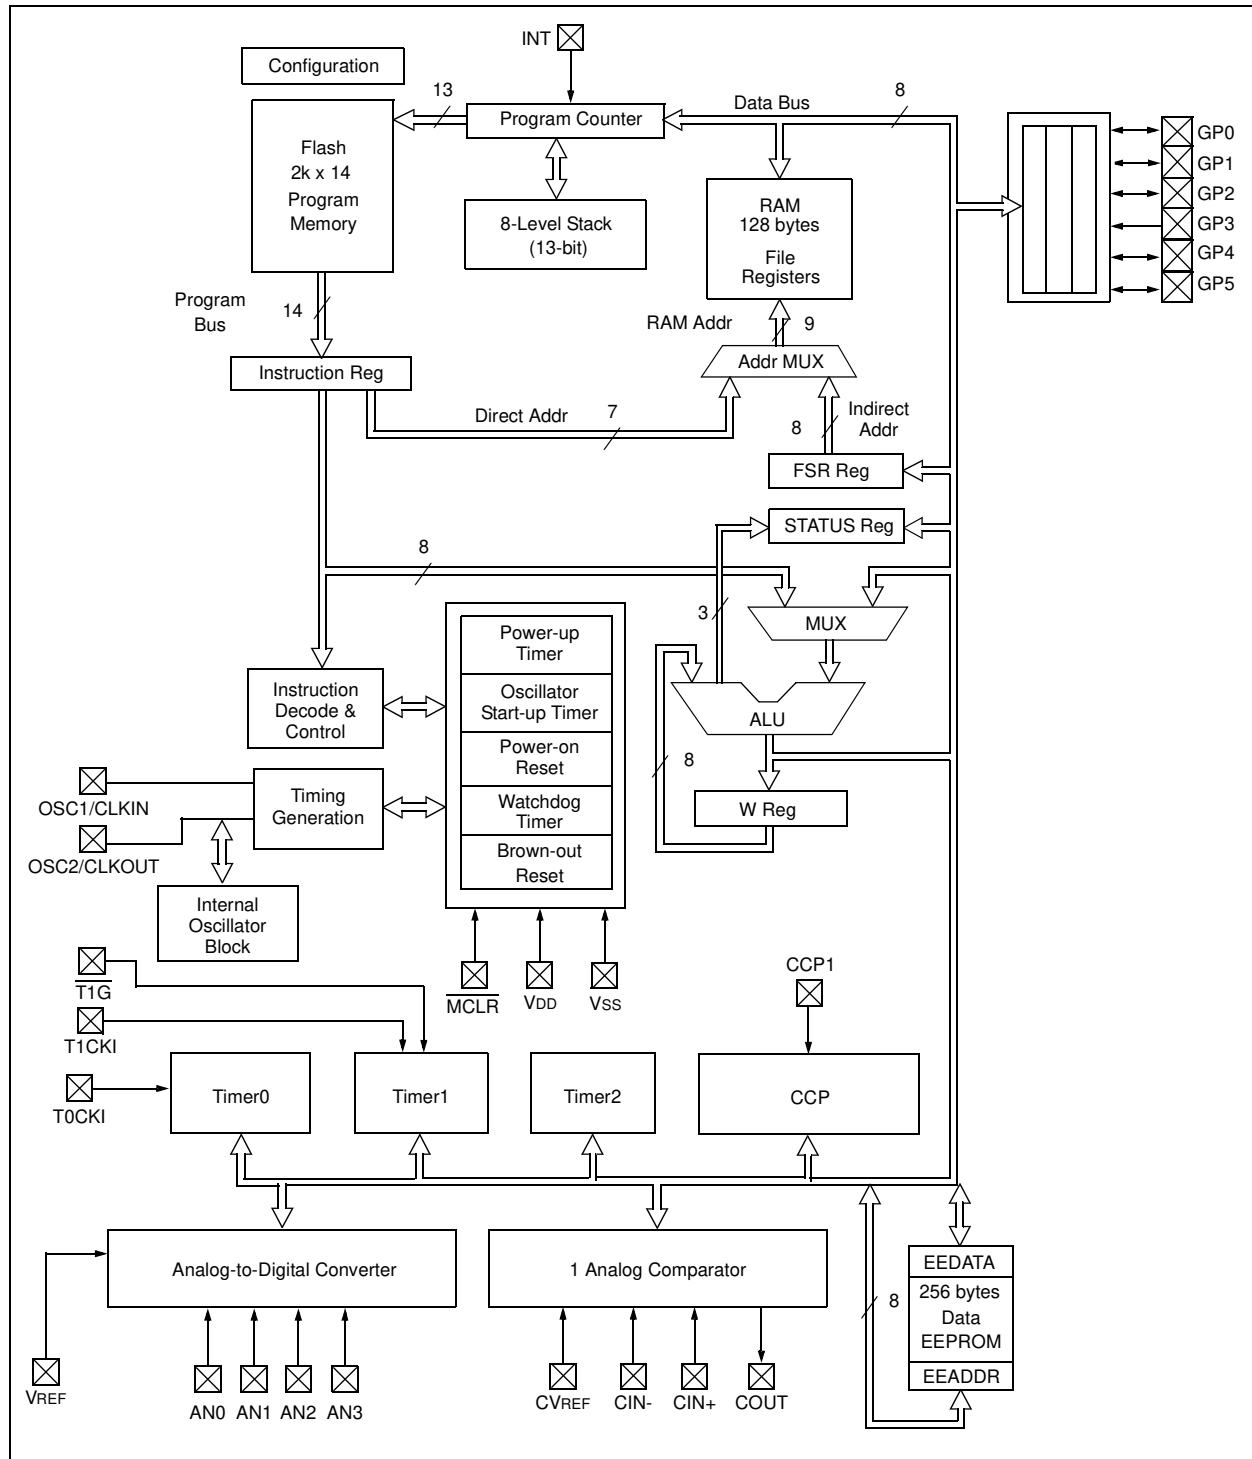 INT
Configuration
13
Program Counter
Data Bus
8
Flash
2k x 14
Program
Memory
8-Level Stack
(13-bit)
RAM
128 bytes
File
Registers
GP0
GP1
GP2
GP3
GP4
GP5
Program
Bus
14
RAM Addr
9
Addr MUX
Instruction Reg
Direct Addr
7
8
Indirect
Addr
FSR Reg
STATUS Reg
8
3
MUX
Power-up
Timer
Oscillator
Start-up Timer
Power-on
Reset
Watchdog
Timer
Brown-out
Reset
Instruction
Decode &
Control
ALU
8
W Reg
OSC1/CLKIN
Timing
Generation
OSC2/CLKOUT
Internal
Oscillator
Block
T1G
MCLR
VDD
VSS
CCP1
T1CKI
T0CKI
Timer0
Timer1
Timer2
CCP
Analog-to-Digital Converter
1 Analog Comparator
8
EEDATA
256 bytes
Data
EEPROM
EEADDR
VREF
AN0
AN1
AN2
AN3
CVREF
CIN-
CIN+
COUT